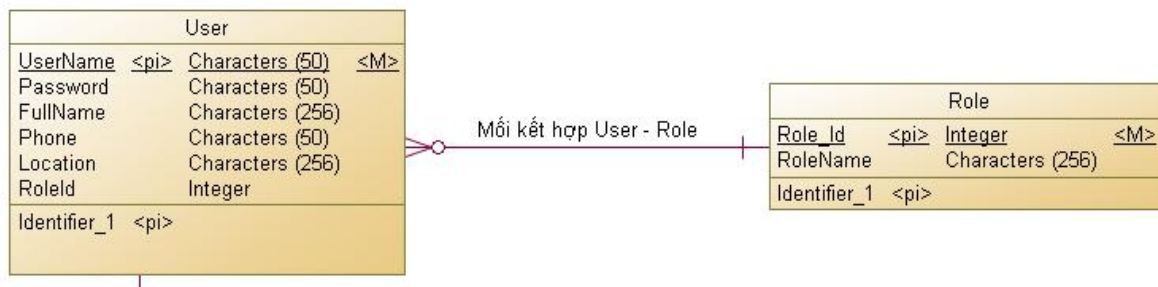 User
UserName <pi> Characters (50) <M>
Password Characters (50)
FullName Characters (256)
Phone Characters (50)
Location Characters (256)
RoleId Integer
Identifier_1 <pi>
Mối kết hợp User - Role
Role
Role_Id <pi> Integer <M>
RoleName Characters (256)
Identifier_1 <pi>